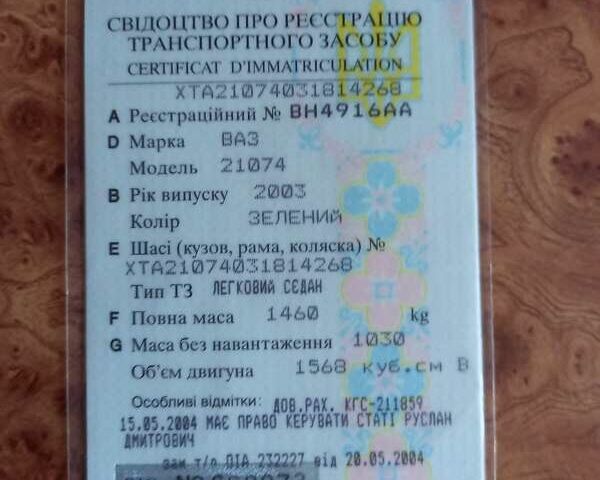 СВІДОЦТВО ПРО РЕЄСТРАЦІЮ
ТРАНСПОРТНОГО ЗАСОБУ
CERTIFICAT D'IMMATRICULATION
XTA21074031814268
A Реєстраційний № ВН4916АА
D Марка ВАЗ
Модель 21074
B Рік випуску 2003
Колір ЗЕЛЕНИЙ
E Шасі (кузов, рама, коляска) №
XTA21074031814268
Тип ТЗ ЛЕГКОВИЙ СЕДАН
F Повна маса 1460 kg
G Маса без навантаження 1030
Об'єм двигуна 1568 куб.см В
Особливі відмітки: ДОВ.РАХ. КГС-211859
15.05.2004 МАЄ ПРАВО КЕРУВАТИ СТАТІ РУСЛАН
ДМИТРОВИЧ
зам т/п ПІА 232227 від 20.05.2004